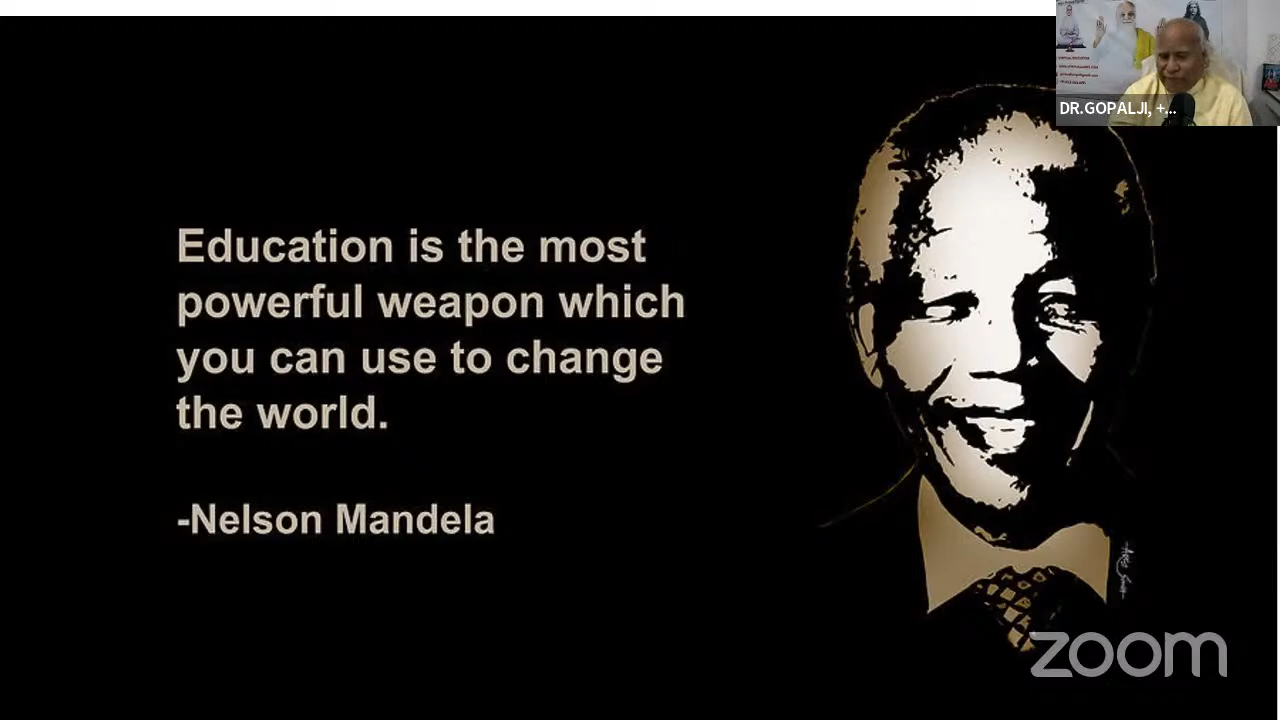 Education is the most
powerful weapon which
you can use to change
the world.
-Nelson Mandela
DR.GOPALJI, +...
zoom